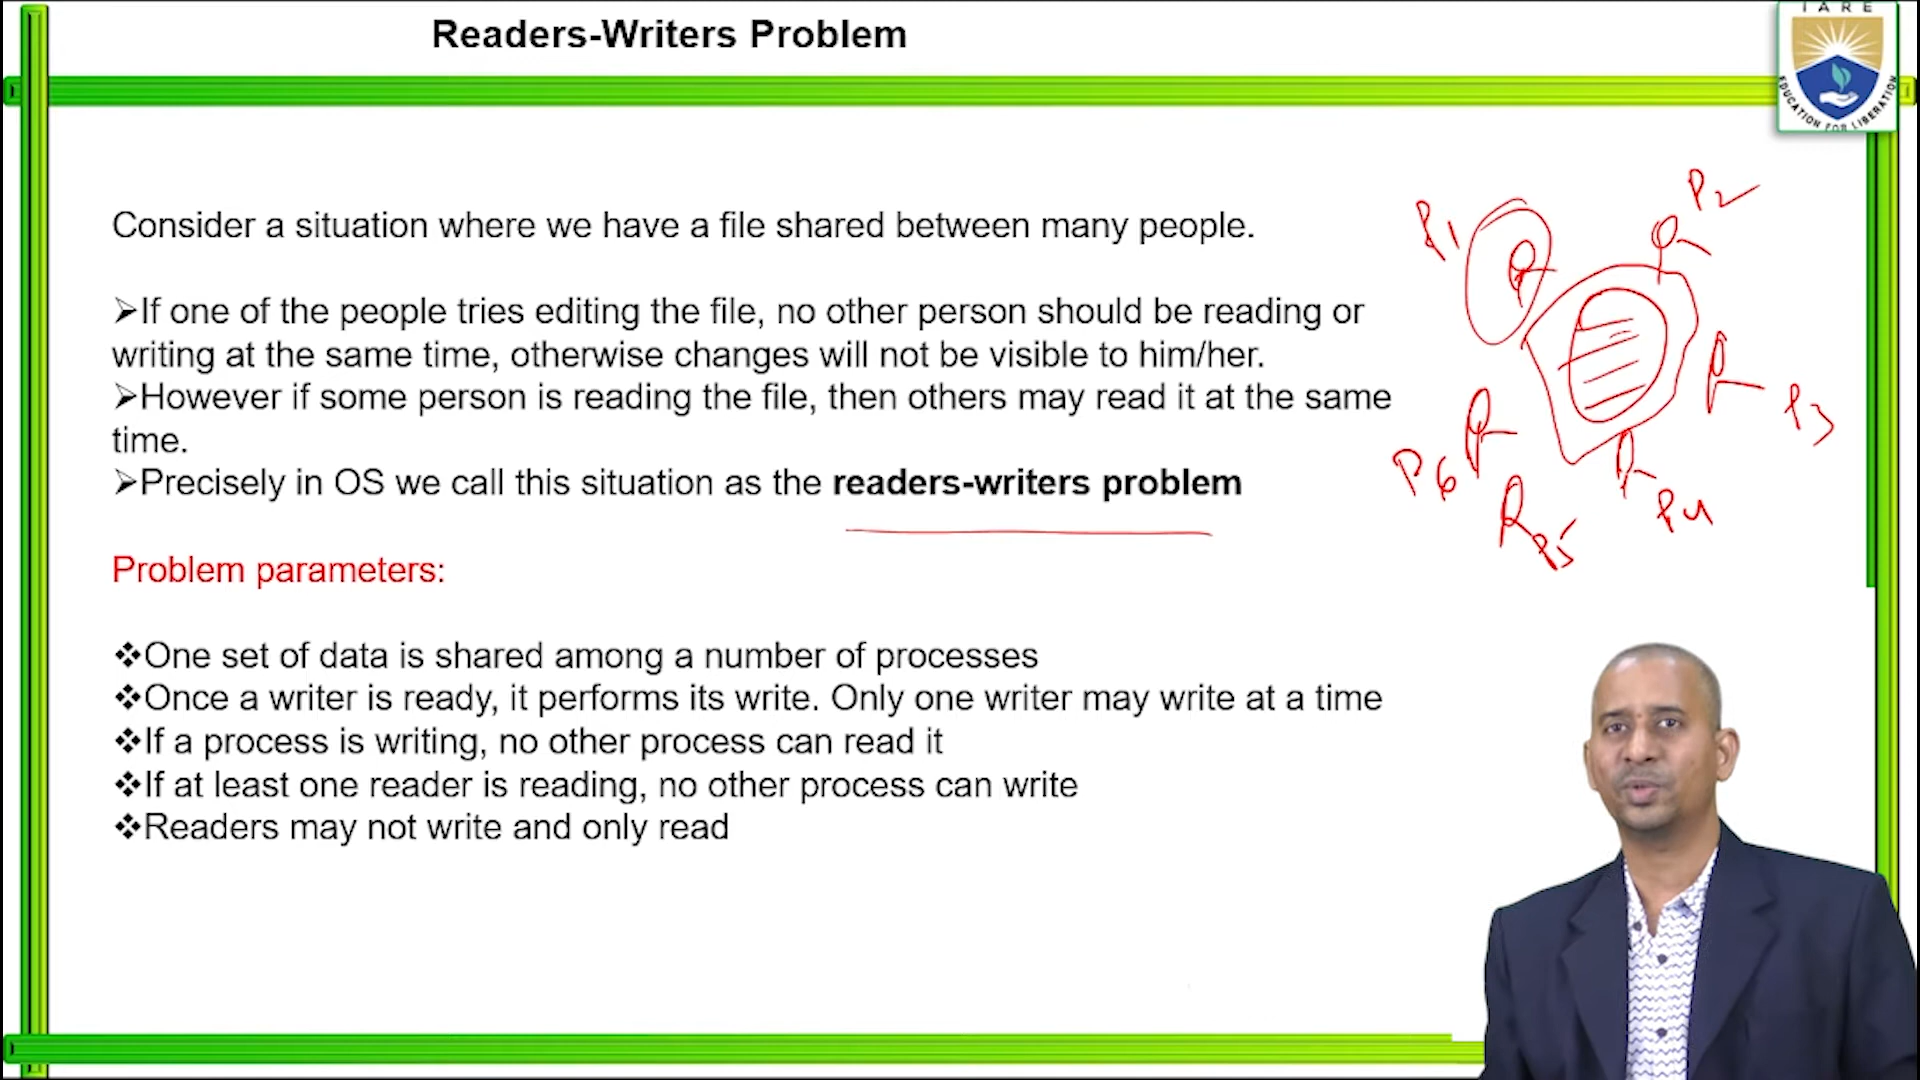 Readers-Writers Problem
IARE
EDUCATION FOR LIBERATION
Consider a situation where we have a file shared between many people.
➢If one of the people tries editing the file, no other person should be reading or
writing at the same time, otherwise changes will not be visible to him/her.
➢However if some person is reading the file, then others may read it at the same
time.
➢Precisely in OS we call this situation as the readers-writers problem
Problem parameters:
❖One set of data is shared among a number of processes
❖Once a writer is ready, it performs its write. Only one writer may write at a time
❖If a process is writing, no other process can read it
❖If at least one reader is reading, no other process can write
❖Readers may not write and only read
P1
P2
P3
P4
P5
P6